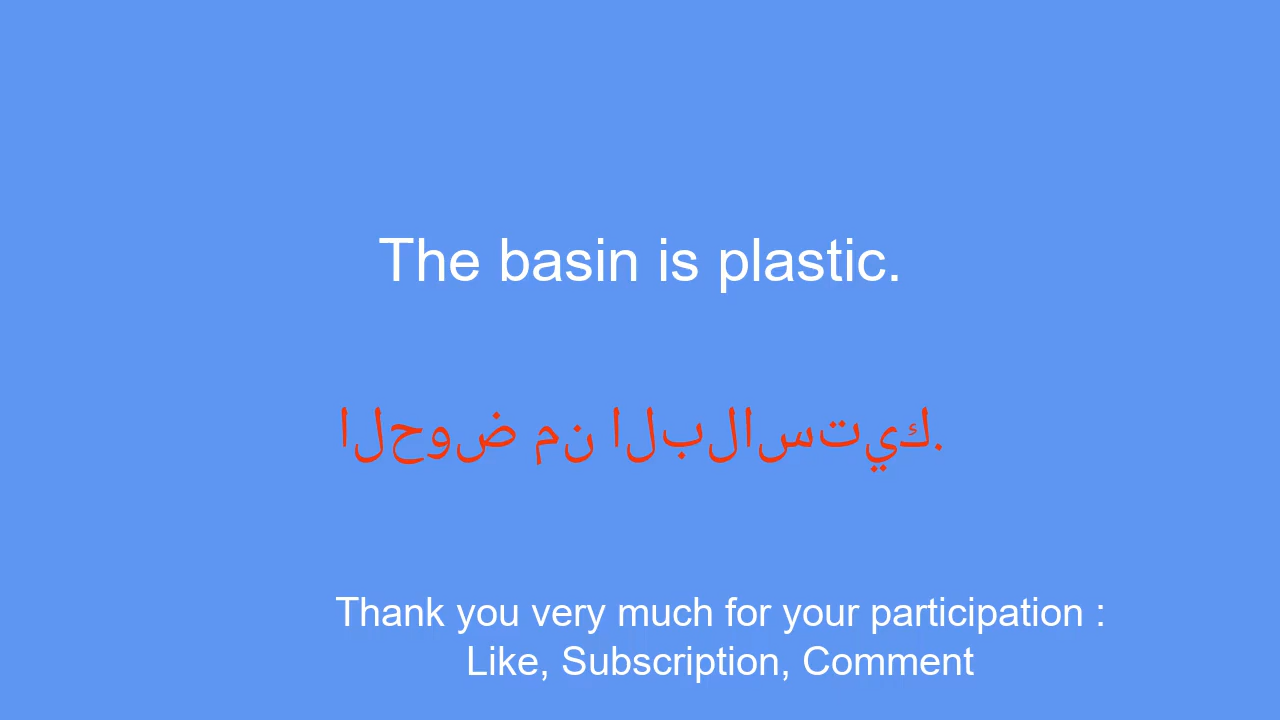 The basin is plastic.
الحوض من البلاستيك.
Thank you very much for your participation :
Like, Subscription, Comment